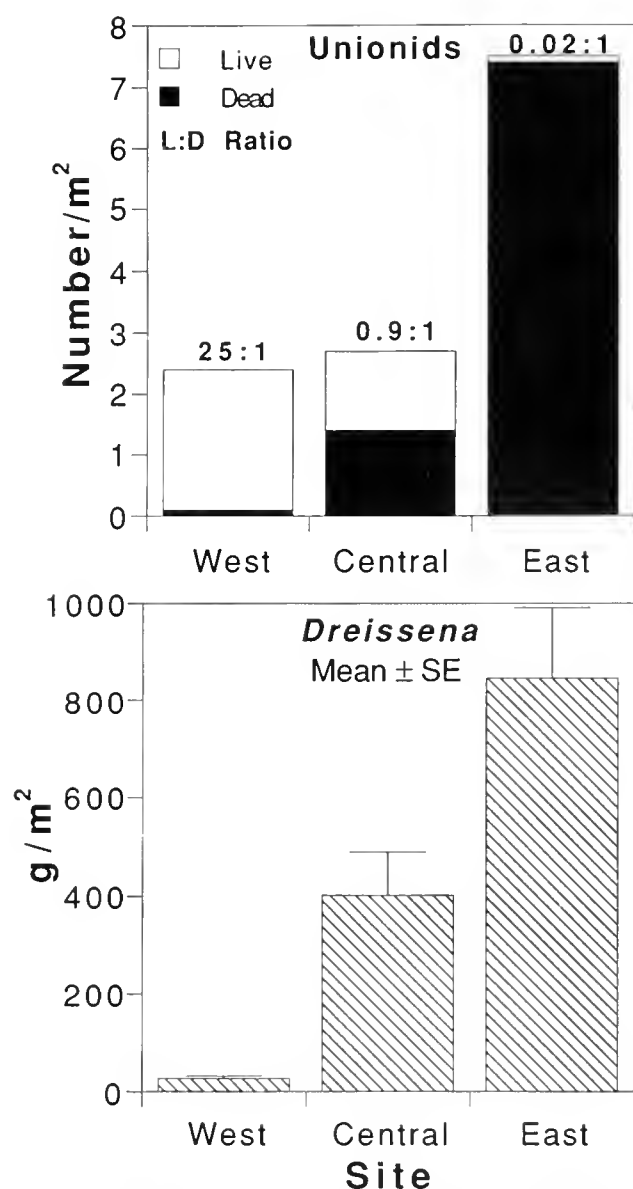 Unionids
Live
Dead
L:D Ratio
25:1
0.9:1
0.02:1
8
7
6
5
4
3
2
1
0
Number/m²
West Central East
Dreissena
Mean ± SE
1000
800
600
400
200
0
g/m²
West Central East
Site